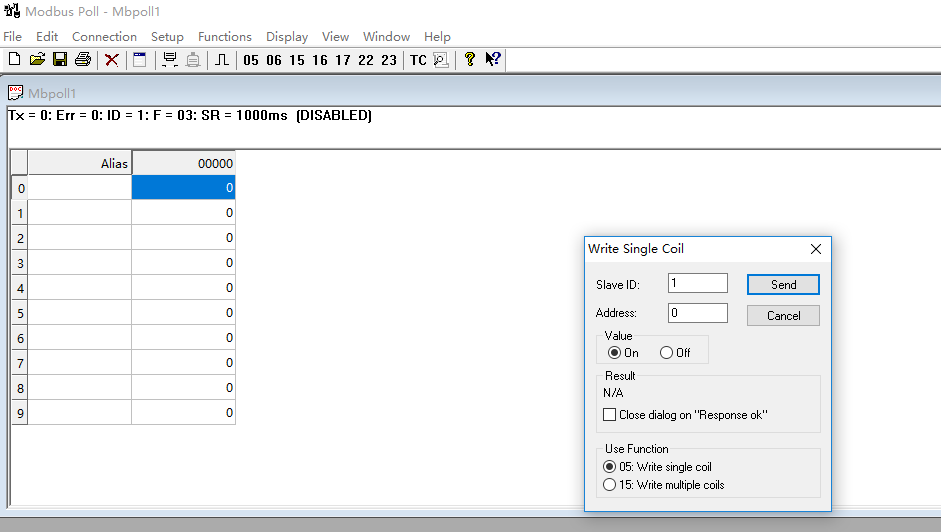 Modbus Poll - Mbpoll1
File Edit Connection Setup Functions Display View Window Help
05 06 15 16 17 22 23 TC
Mbpoll1
Tx = 0: Err = 0: ID = 1: F = 03: SR = 1000ms (DISABLED)
Alias 00000
0 0
1 0
2 0
3 0
4 0
5 0
6 0
7 0
8 0
9 0
Write Single Coil
Slave ID: 1 Send
Address: 0 Cancel
Value
On Off
Result
N/A
Close dialog on "Response ok"
Use Function
05: Write single coil
15: Write multiple coils